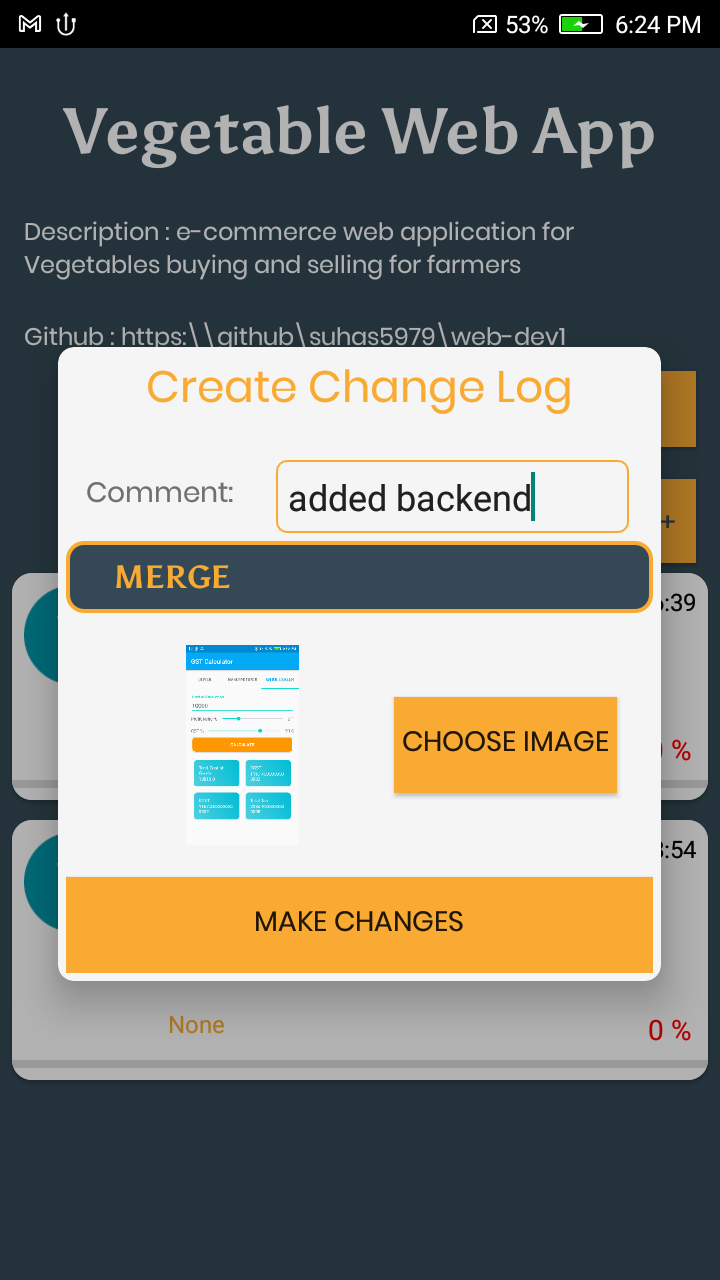 53% 6:24 PM
Vegetable Web App
Description : e-commerce web application for
Vegetables buying and selling for farmers
Github : https:\\github\suhas5979\web-dev1
Create Change Log
Comment: added backend
+
MERGE
:39
GST Calculator
10000
CALCULATE
CHOOSE IMAGE
%
:54
MAKE CHANGES
None
0 %